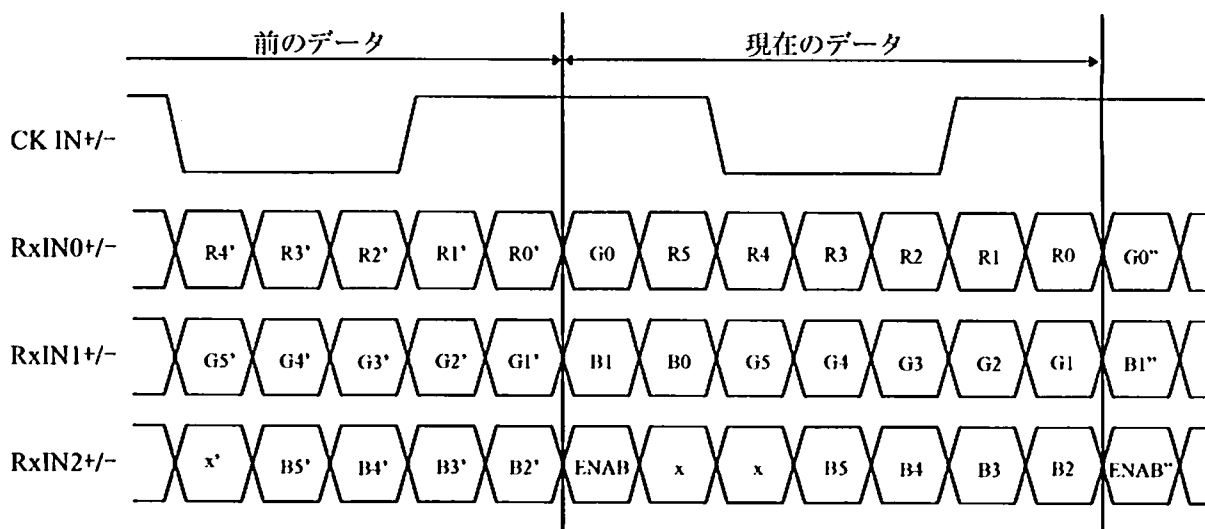 前のデータ 現在のデータ
CK IN+/-
RxIN0+/- R4' R3' R2' R1' R0' G0 R5 R4 R3 R2 R1 R0 G0"
RxIN1+/- G5' G4' G3' G2' G1' B1 B0 G5 G4 G3 G2 G1 B1"
RxIN2+/- x' B5' B4' B3' B2' ENAB x x B5 B4 B3 B2 ENAB"